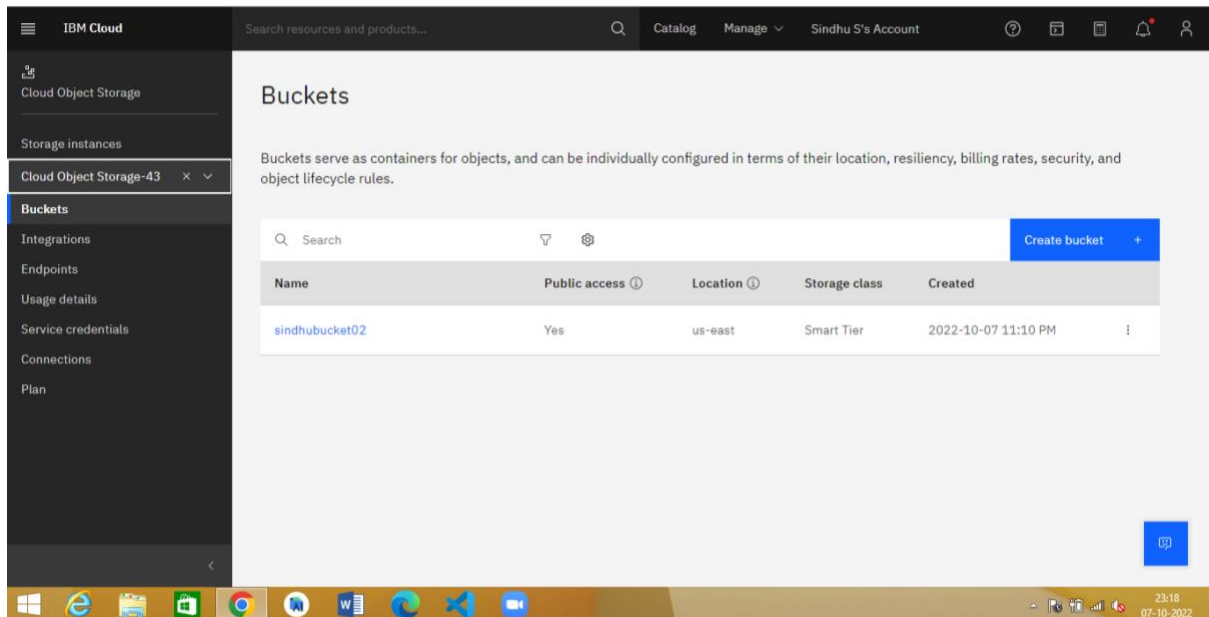 IBM Cloud
Search resources and products...
Catalog
Manage
Sindhu S's Account
Cloud Object Storage
Storage instances
Cloud Object Storage-43
Buckets
Integrations
Endpoints
Usage details
Service credentials
Connections
Plan
Buckets
Buckets serve as containers for objects, and can be individually configured in terms of their location, resiliency, billing rates, security, and
object lifecycle rules.
Search
Create bucket +
Name Public access Location Storage class Created
sindhubucket02 Yes us-east Smart Tier 2022-10-07 11:10 PM
23:18
07-10-2022